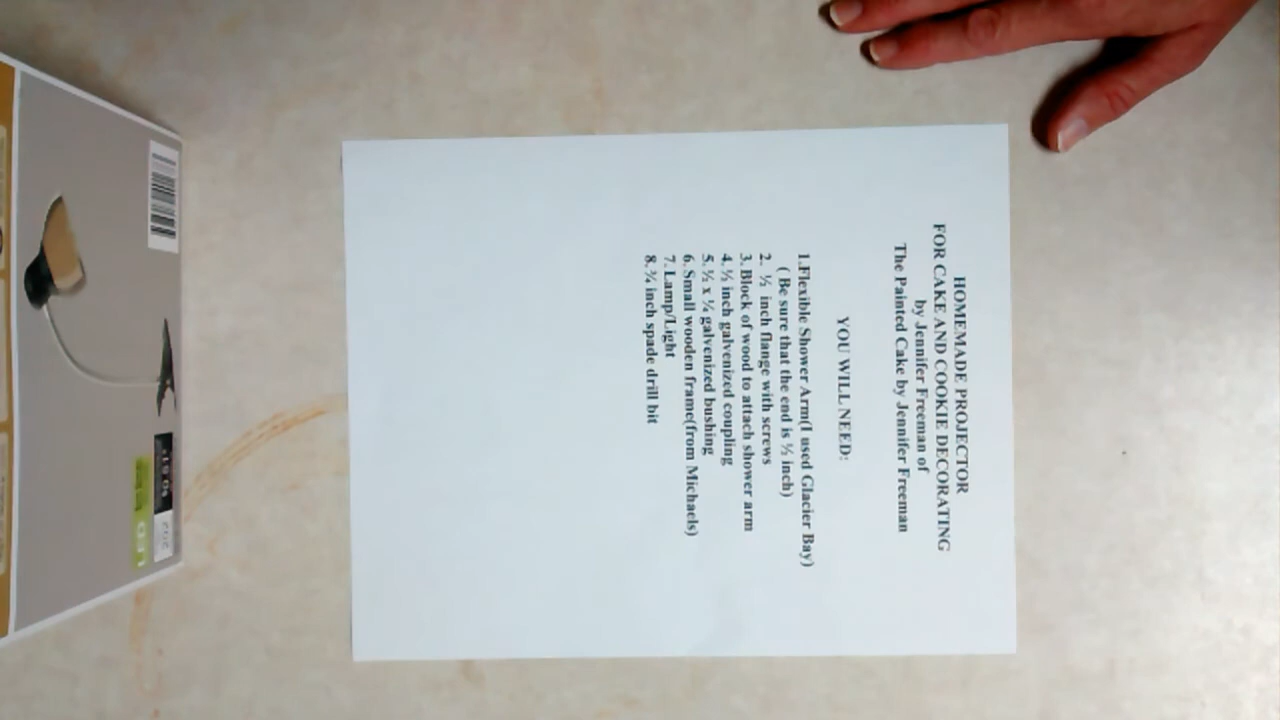 HOMEMADE PROJECTOR
FOR CAKE AND COOKIE DECORATING
by Jennifer Freeman of
The Painted Cake by Jennifer Freeman
YOU WILL NEED:
1.Flexible Shower Arm(I used Glacier Bay)
( Be sure that the end is ½ inch)
2. ½ inch flange with screws
3. Block of wood to attach shower arm
4. ½ inch galvanized coupling
5. ½ x ¼ galvenized bushing
6. Small wooden frame(from Michaels)
7. Lamp/Light
8. ¾ inch spade drill bit
LED